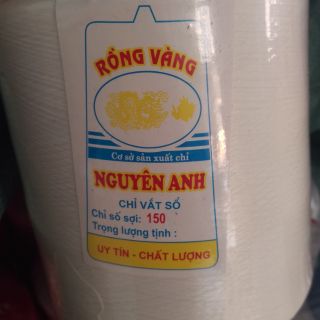 RỒNG VÀNG
Cơ sở sản xuất chỉ
NGUYÊN ANH
CHỈ VẮT SỔ
Chỉ số sợi: 150
Trọng lượng tịnh :
UY TÍN - CHẤT LƯỢNG